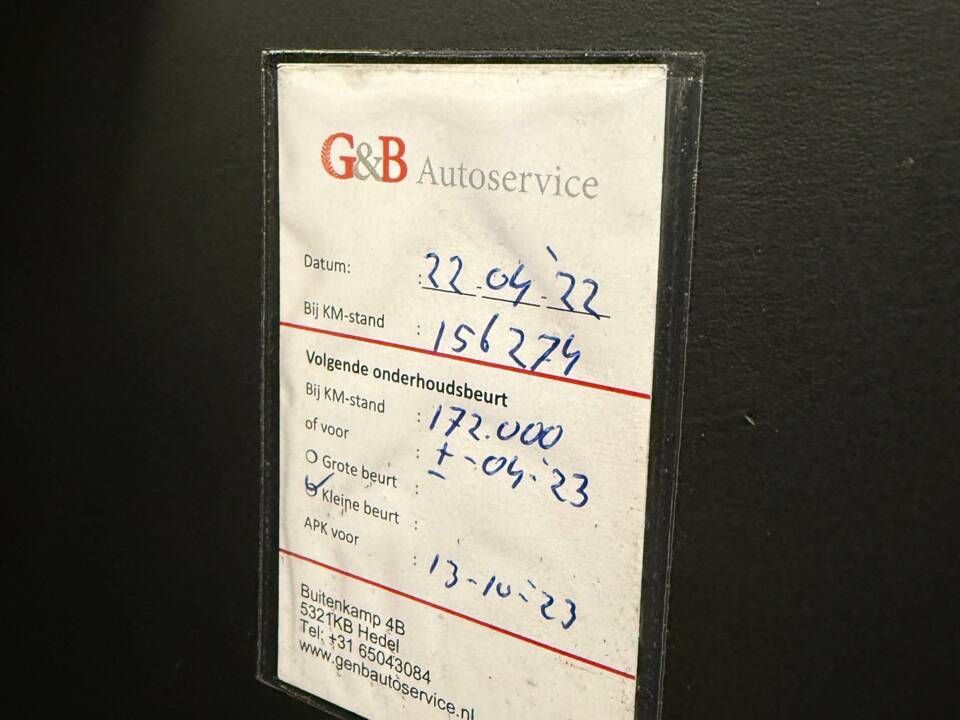 G&B Autoservice
Datum: : 22-04-'22
Bij KM-stand : 156274
Volgende onderhoudsbeurt
Bij KM-stand : 172.000
of voor : ± -04-'23
Grote beurt :
Kleine beurt :
APK voor : 13-10-'23
Buitenkamp 4B
5321KB Hedel
Tel: +31 65043084
www.genbautoservice.nl